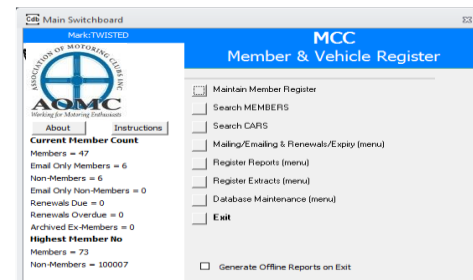 Cdb Main Switchboard
Mark:TWISTED
MCC
Member & Vehicle Register
ASSOCIATION OF MOTORING CLUBS INC
AOMC
Working for Motoring Enthusiasts
About
Instructions
Current Member Count
Members = 47
Email Only Members = 6
Non-Members = 6
Email Only Non-Members = 0
Renewals Due = 0
Renewals Overdue = 0
Archived Ex-Members = 0
Highest Member No
Members = 73
Non-Members = 100007
Maintain Member Register
Search MEMBERS
Search CARS
Mailing/Emailing & Renewals/Expiry (menu)
Register Reports (menu)
Register Extracts (menu)
Database Maintenance (menu)
Exit
Generate Offline Reports on Exit